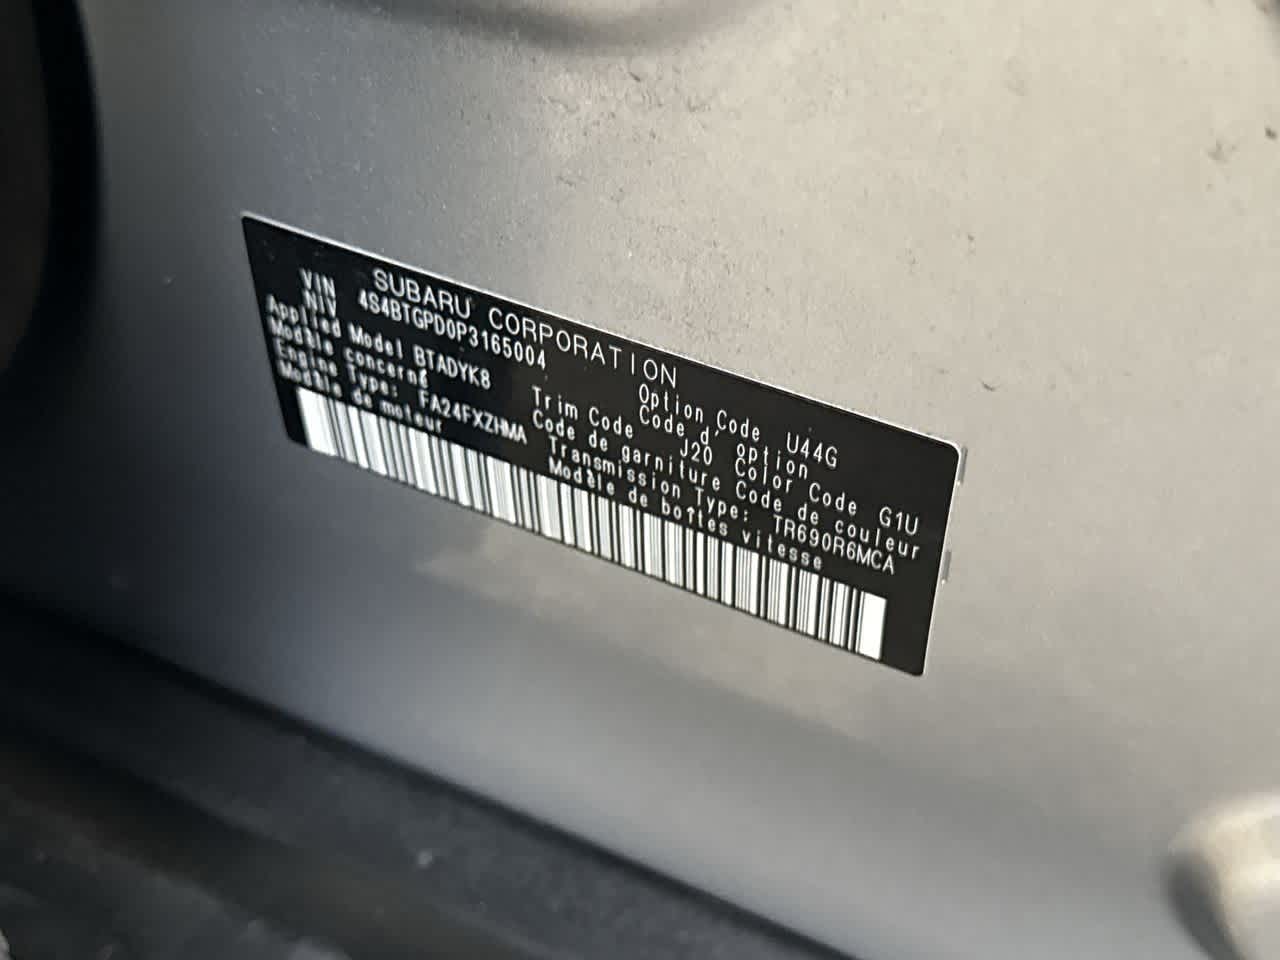 SUBARU CORPORATION
VIN
NIV 4S4BTGPD0P3165004
Option Code U44G
Code d' option
Applied Model BTADYK8
Modèle concerné
Trim Code J20 Color Code G1U
Code de garniture Code de couleur
Engine Type: FA24FXZHMA
Modèle de moteur
Transmission Type: TR690R6MCA
Modèle de boîtes vitesse